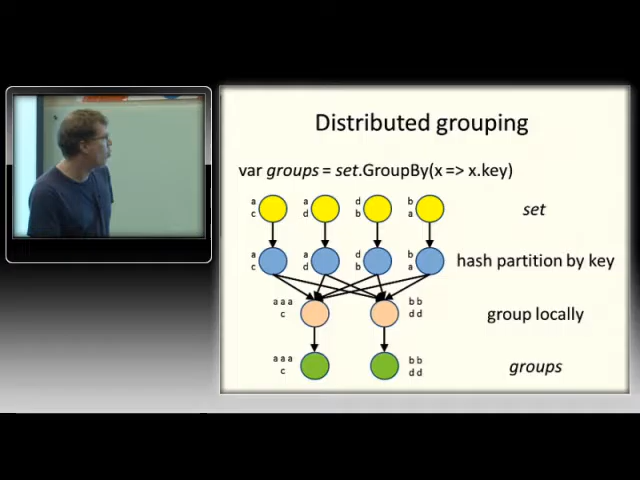 Distributed grouping
var groups = set.GroupBy(x => x.key)
a a d b
c d b a
set
a a d b
c d b a
hash partition by key
a a a b b
c d d
group locally
a a a b b
c d d
groups